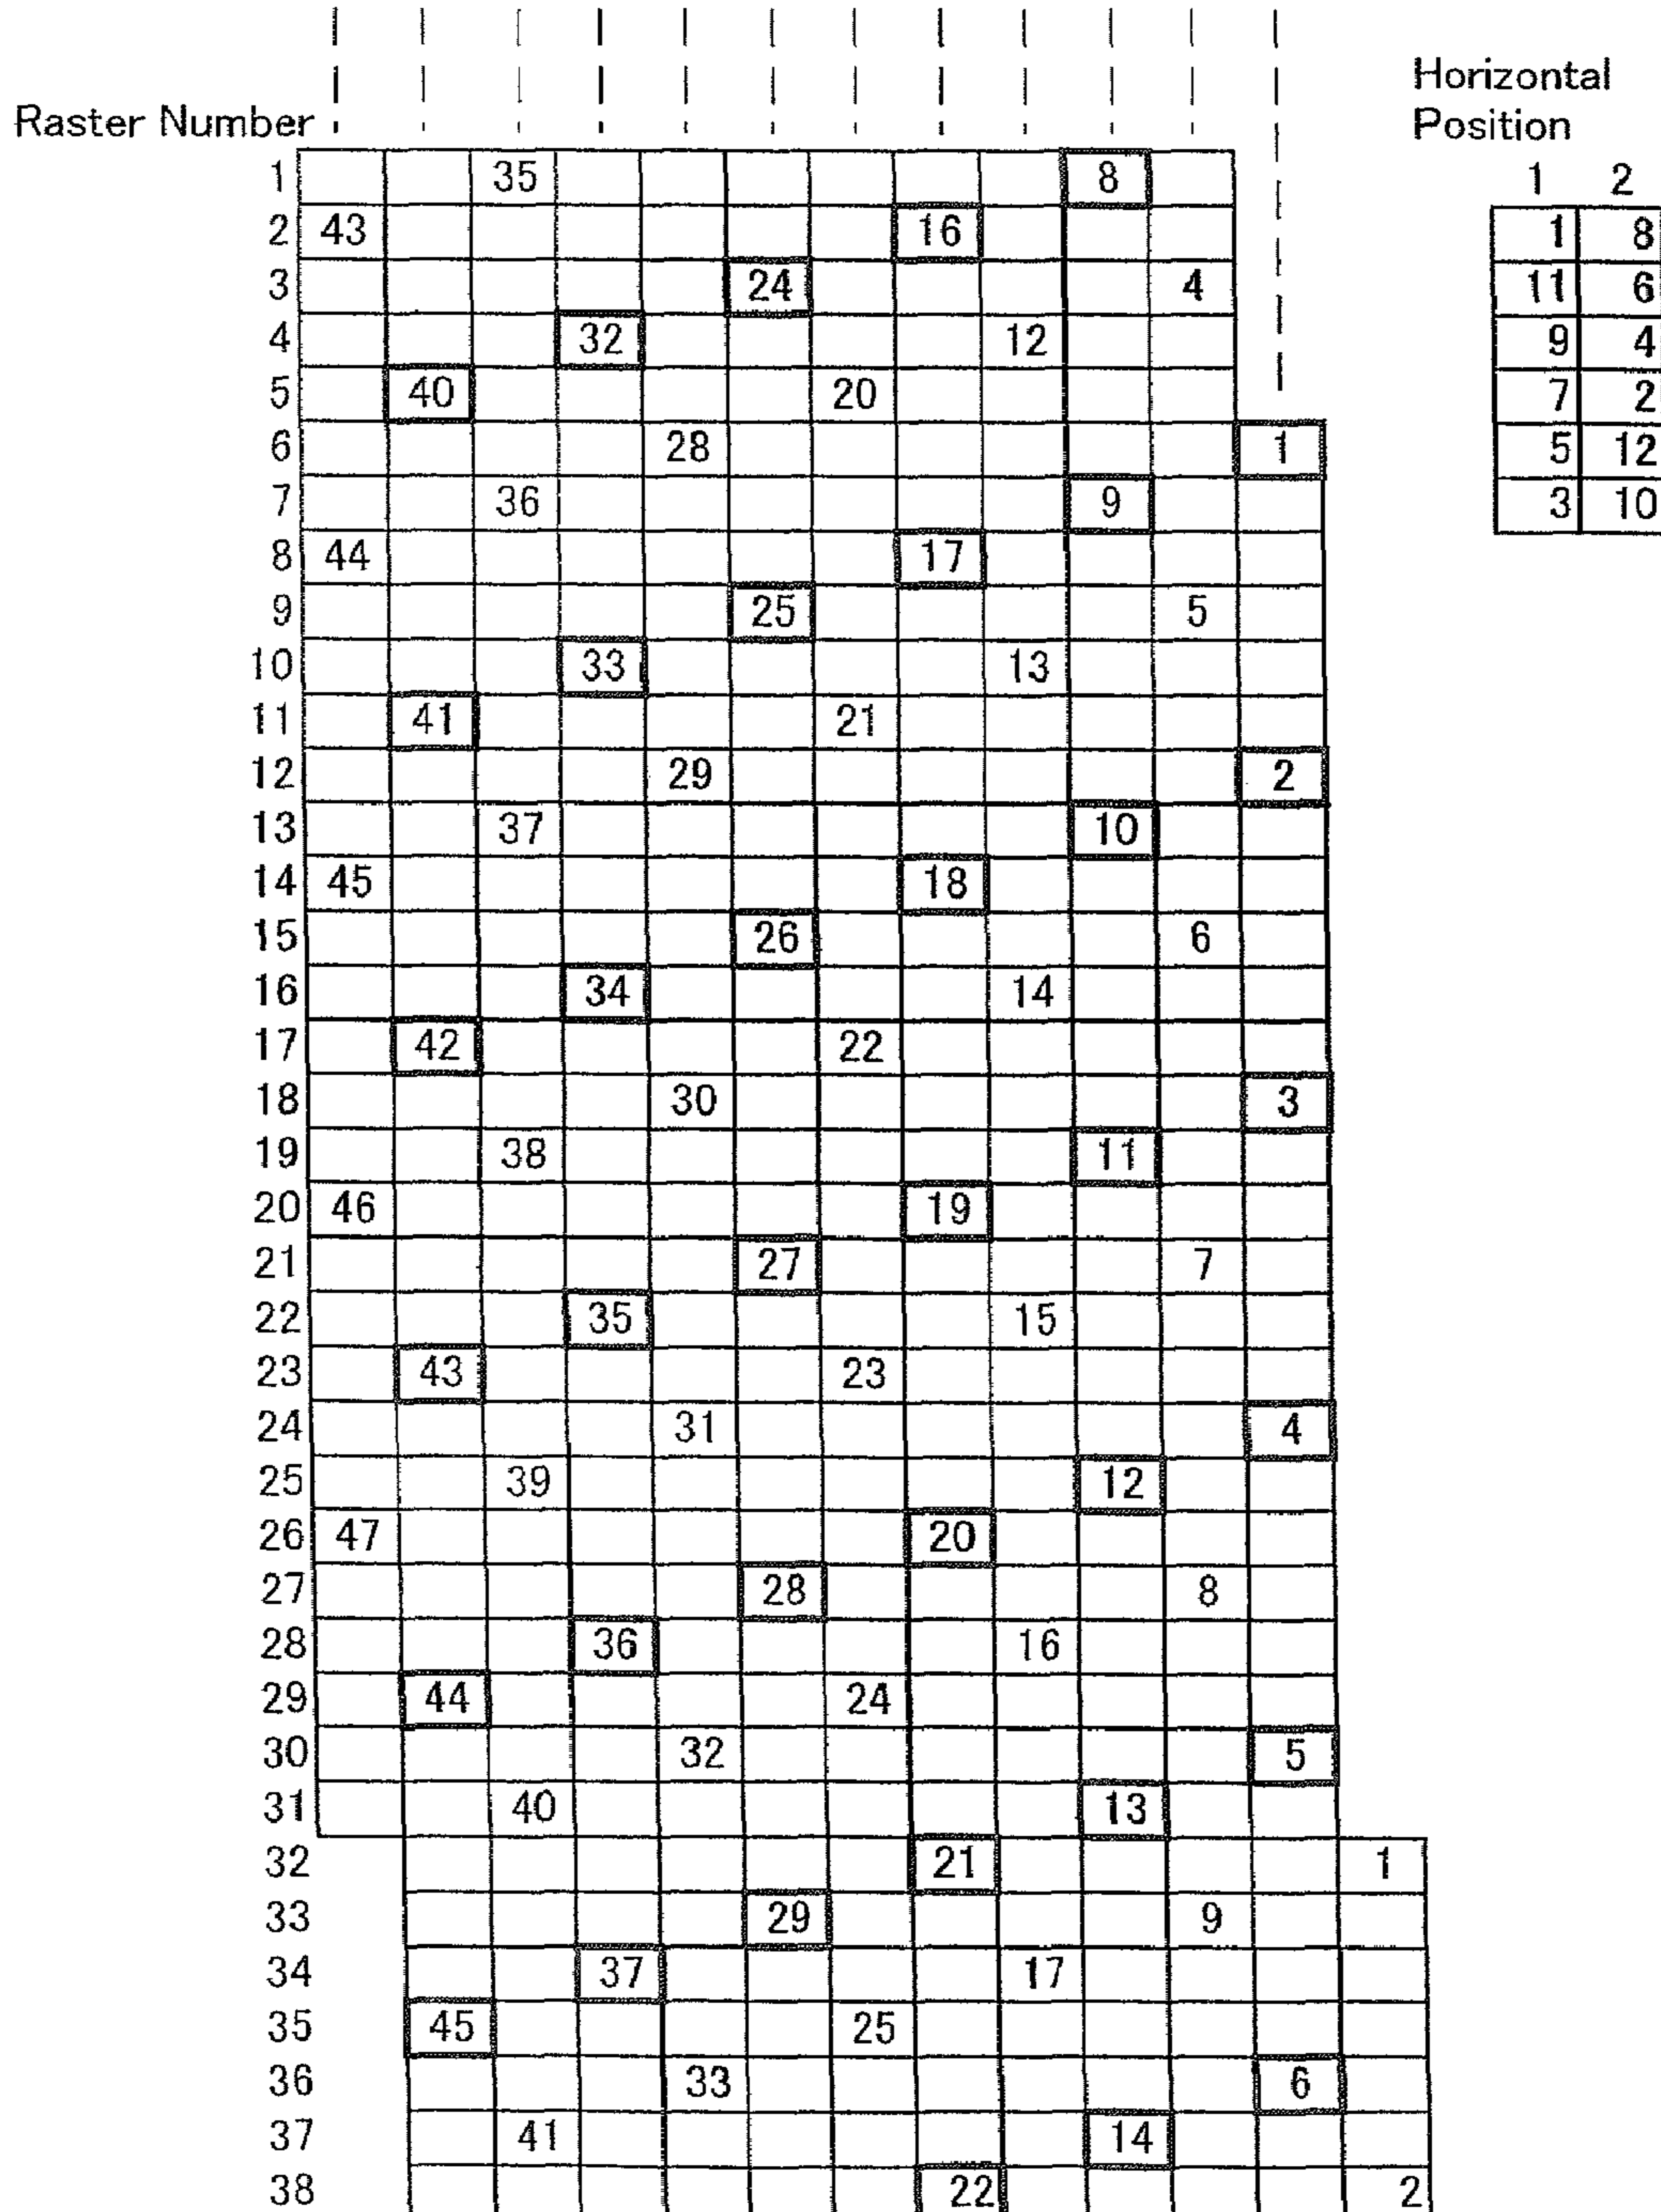 Horizontal
Raster Number Position
1 35 8 1 2
2 43 16 1 8
3 24 4 11 6
4 32 12 9 4
5 40 20 7 2
6 28 1 5 12
7 36 9 3 10
8 44 17
9 25 5
10 33 13
11 41 21
12 29 2
13 37 10
14 45 18
15 26 6
16 34 14
17 42 22
18 30 3
19 38 11
20 46 19
21 27 7
22 35 15
23 43 23
24 31 4
25 39 12
26 47 20
27 28 8
28 36 16
29 44 24
30 32 5
31 40 13
32 21 1
33 29 9
34 37 17
35 45 25
36 33 6
37 41 14
38 22 2